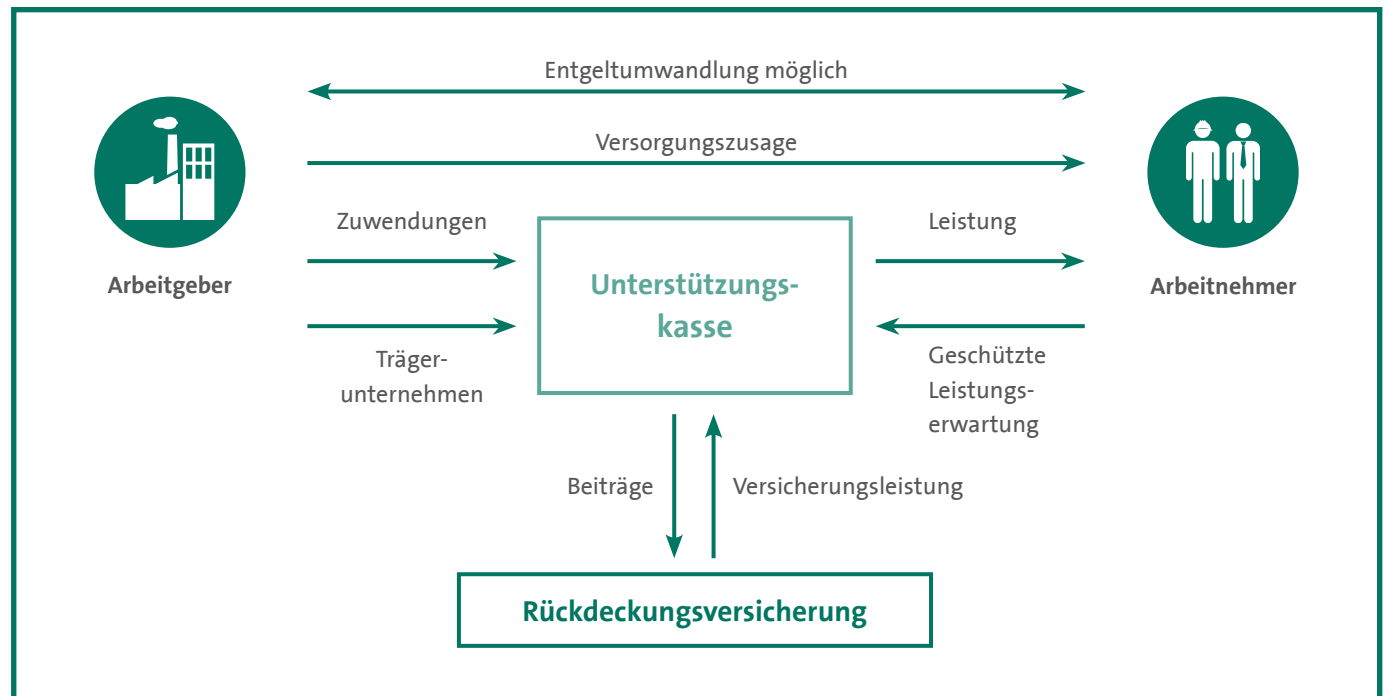 Entgeltumwandlung möglich
Versorgungszusage
Zuwendungen
Leistung
Arbeitgeber
Unterstützungs-
kasse
Arbeitnehmer
Träger-
unternehmen
Geschützte
Leistungs-
erwartung
Beiträge
Versicherungsleistung
Rückdeckungsversicherung